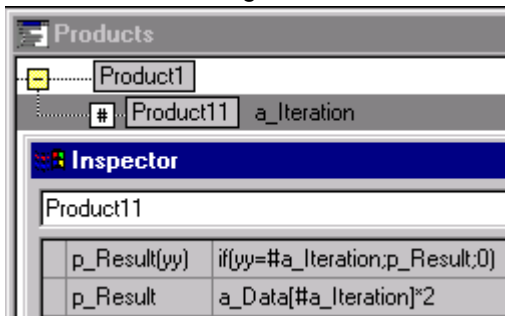 Products
Product1
# Product11 a_Iteration
Inspector
Product11
p_Result(yy) if(yy=#a_Iteration;p_Result;0)
p_Result a_Data[#a_Iteration]*2